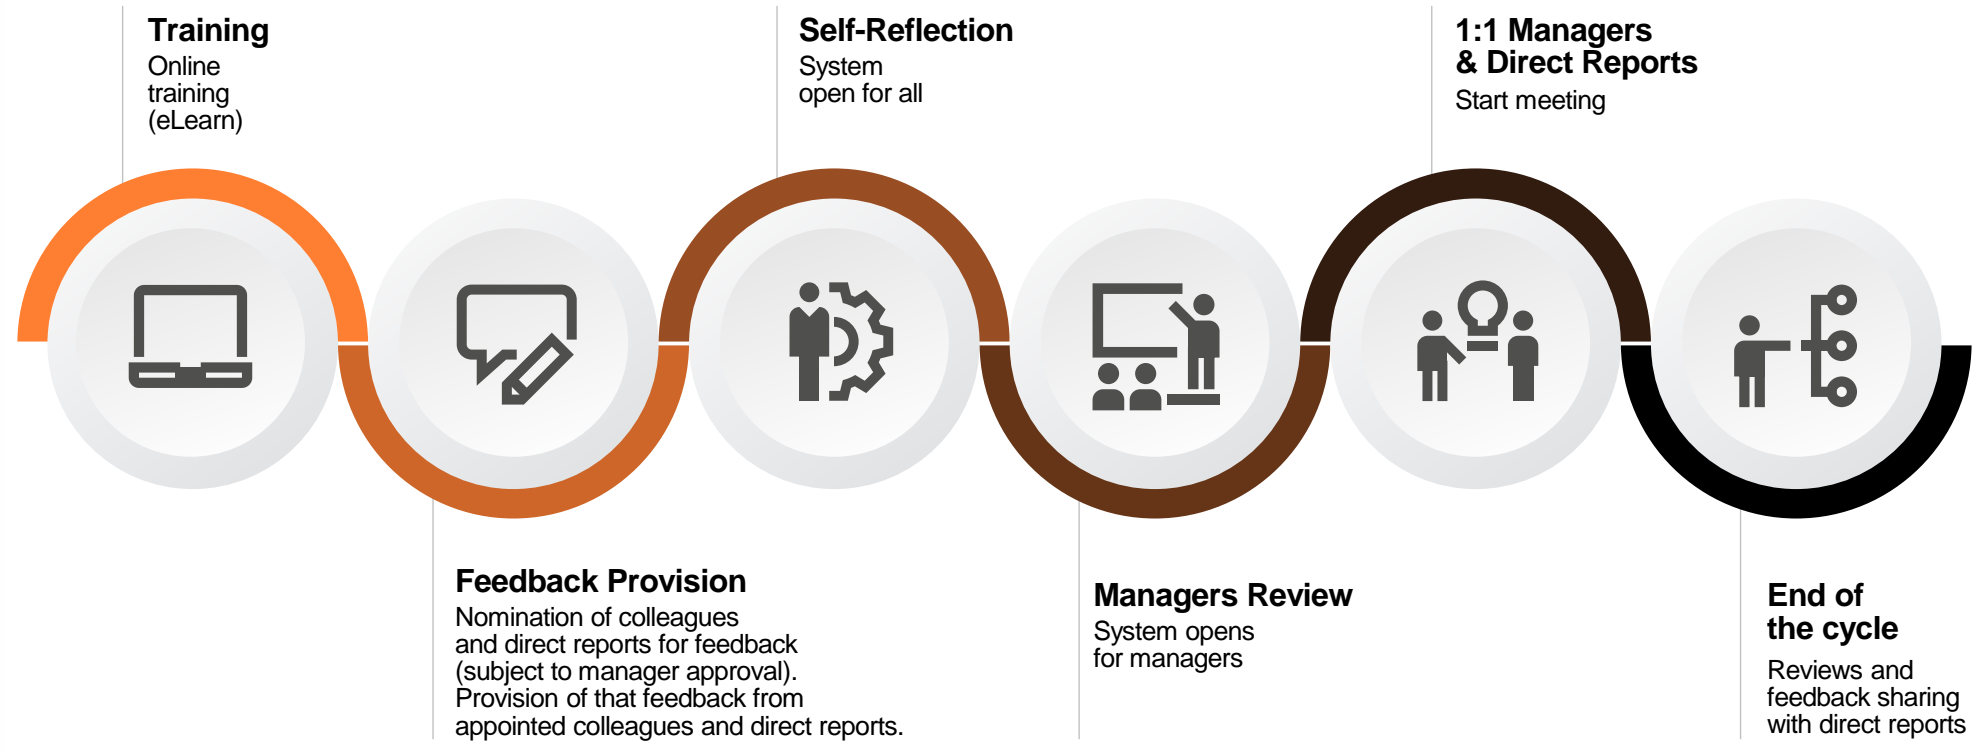 Training
Online
training
(eLearn)
Feedback Provision
Nomination of colleagues
and direct reports for feedback
(subject to manager approval).
Provision of that feedback from
appointed colleagues and direct reports.
Self-Reflection
System
open for all
Managers Review
System opens
for managers
1:1 Managers
& Direct Reports
Start meeting
End of
the cycle
Reviews and
feedback sharing
with direct reports